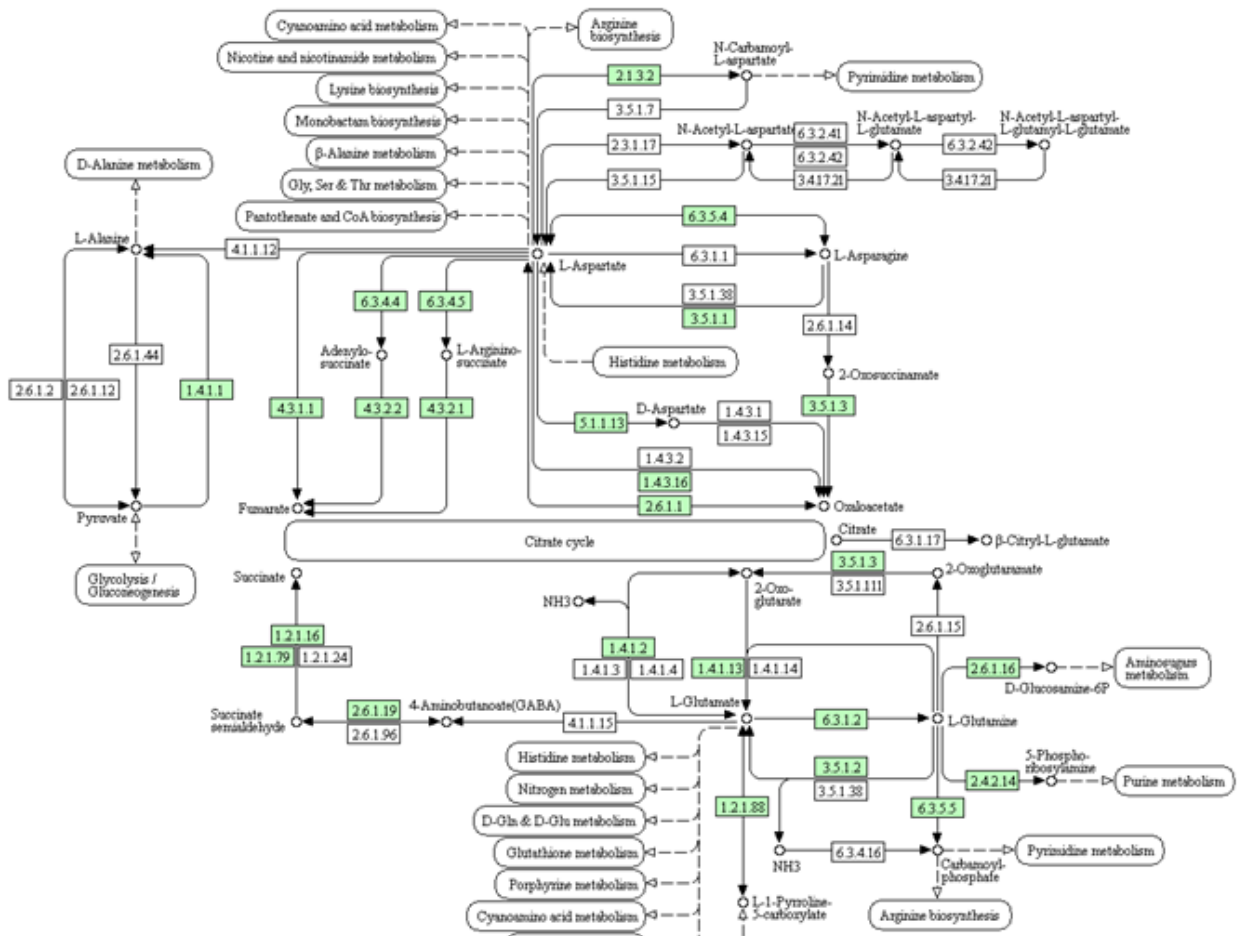 Cyanoamino acid metabolism
Arginine
biosynthesis
Nicotine and nicotinamide metabolism
N-Carbamoyl-
L-aspartate
2.1.3.2
Pyrimidine metabolism
Lysine biosynthesis
3.5.1.7
Monobactam biosynthesis
N-Acetyl-L-aspartate
N-Acetyl-L-aspartyl-
L-glutamate
N-Acetyl-L-aspartyl-
L-glutamyl-L-glutamate
6.3.2.41
2.3.1.17
6.3.2.42
6.3.2.42
β-Alanine metabolism
D-Alanine metabolism
Gly, Ser & Thr metabolism
3.5.1.15
3.4.17.21
3.4.17.21
Pantothenate and CoA biosynthesis
6.3.5.4
L-Alanine
4.1.1.12
L-Aspartate
6.3.1.1
L-Asparagine
6.3.4.4
6.3.4.5
3.5.1.38
3.5.1.1
2.6.1.14
Adenylo-
succinate
L-Arginino-
succinate
Histidine metabolism
2.6.1.44
2-Oxosuccinamate
2.6.1.2
2.6.1.12
1.4.1.1
4.3.1.1
4.3.2.2
4.3.2.1
5.1.1.13
D-Aspartate
1.4.3.1
1.4.3.15
3.5.1.3
1.4.3.2
1.4.3.16
2.6.1.1
Pyruvate
Fumarate
Oxaloacetate
Citrate cycle
Citrate
6.3.1.17
β-Citryl-L-glutamate
Glycolysis /
Gluconeogenesis
Succinate
3.5.1.3
3.5.1.111
2-Oxoglutaramate
2-Oxo-
glutarate
NH3
1.2.1.16
1.2.1.79
1.2.1.24
1.4.1.2
1.4.1.3
1.4.1.4
1.4.1.13
1.4.1.14
2.6.1.15
2.6.1.16
D-Glucosamine-6P
Aminosugars
metabolism
Succinate
semialdehyde
2.6.1.19
2.6.1.96
4-Aminobutanoate(GABA)
4.1.1.15
L-Glutamate
6.3.1.2
L-Glutamine
Histidine metabolism
3.5.1.2
3.5.1.38
5-Phospho-
ribosylamine
2.4.2.14
Purine metabolism
Nitrogen metabolism
1.2.1.88
6.3.5.5
D-Gln & D-Glu metabolism
Glutathione metabolism
NH3
6.3.4.16
Carbamoyl-
phosphate
Pyrimidine metabolism
Porphyrine metabolism
L-1-Pyrroline-
5-carboxylate
Cyanoamino acid metabolism
Arginine biosynthesis